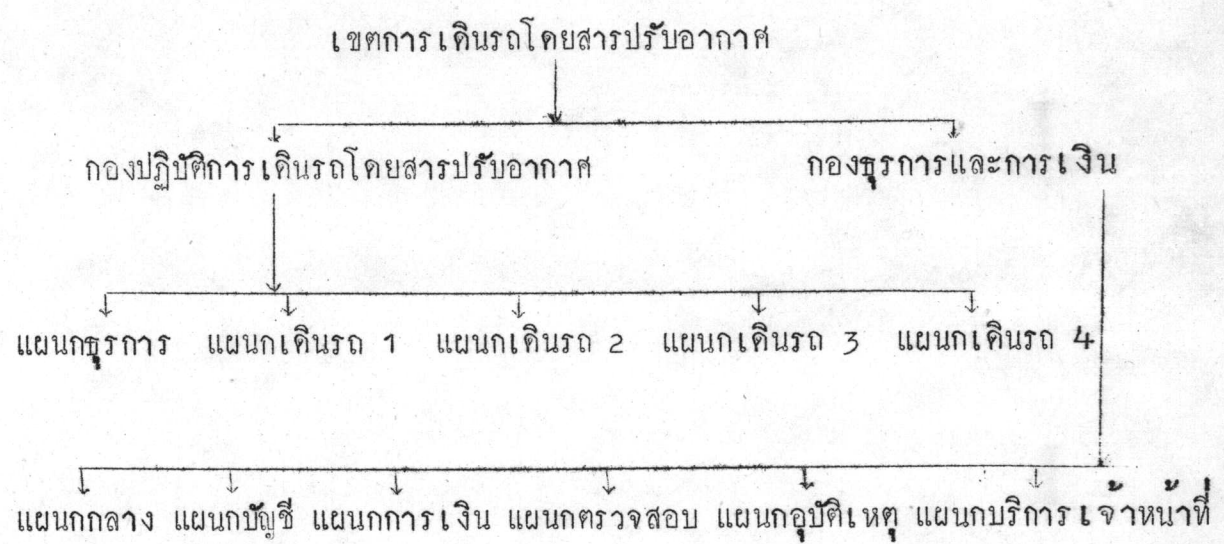 เขตการเดินรถโดยสารปรับอากาศ
กองปฏิบัติการเดินรถโดยสารปรับอากาศ กองธุรการและการเงิน
แผนกธุรการ แผนกเดินรถ 1 แผนกเดินรถ 2 แผนกเดินรถ 3 แผนกเดินรถ 4
แผนกกลาง แผนกบัญชี แผนกการเงิน แผนกตรวจสอบ แผนกอุบัติเหตุ แผนกบริการเจ้าหน้าที่